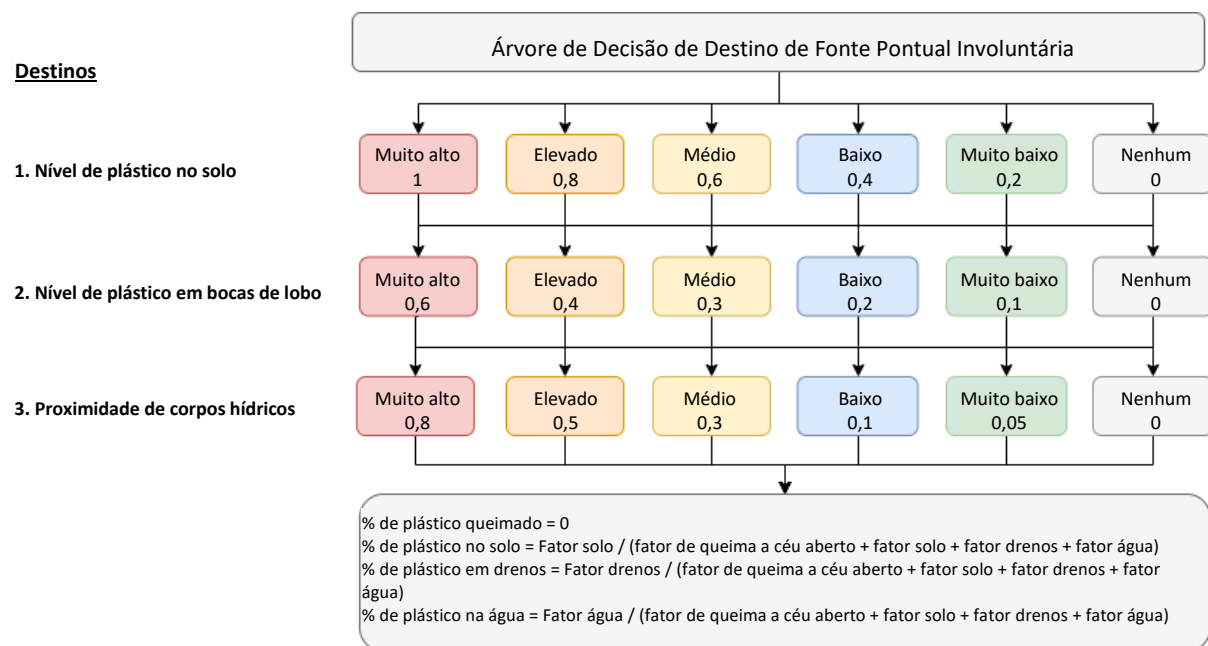 Árvore de Decisão de Destino de Fonte Pontual Involuntária
Destinos
1. Nível de plástico no solo
Muito alto
1
Elevado
0,8
Médio
0,6
Baixo
0,4
Muito baixo
0,2
Nenhum
0
2. Nível de plástico em bocas de lobo
Muito alto
0,6
Elevado
0,4
Médio
0,3
Baixo
0,2
Muito baixo
0,1
Nenhum
0
3. Proximidade de corpos hídricos
Muito alto
0,8
Elevado
0,5
Médio
0,3
Baixo
0,1
Muito baixo
0,05
Nenhum
0
% de plástico queimado = 0
% de plástico no solo = Fator solo / (fator de queima a céu aberto + fator solo + fator drenos + fator água)
% de plástico em drenos = Fator drenos / (fator de queima a céu aberto + fator solo + fator drenos + fator
água)
% de plástico na água = Fator água / (fator de queima a céu aberto + fator solo + fator drenos + fator água)